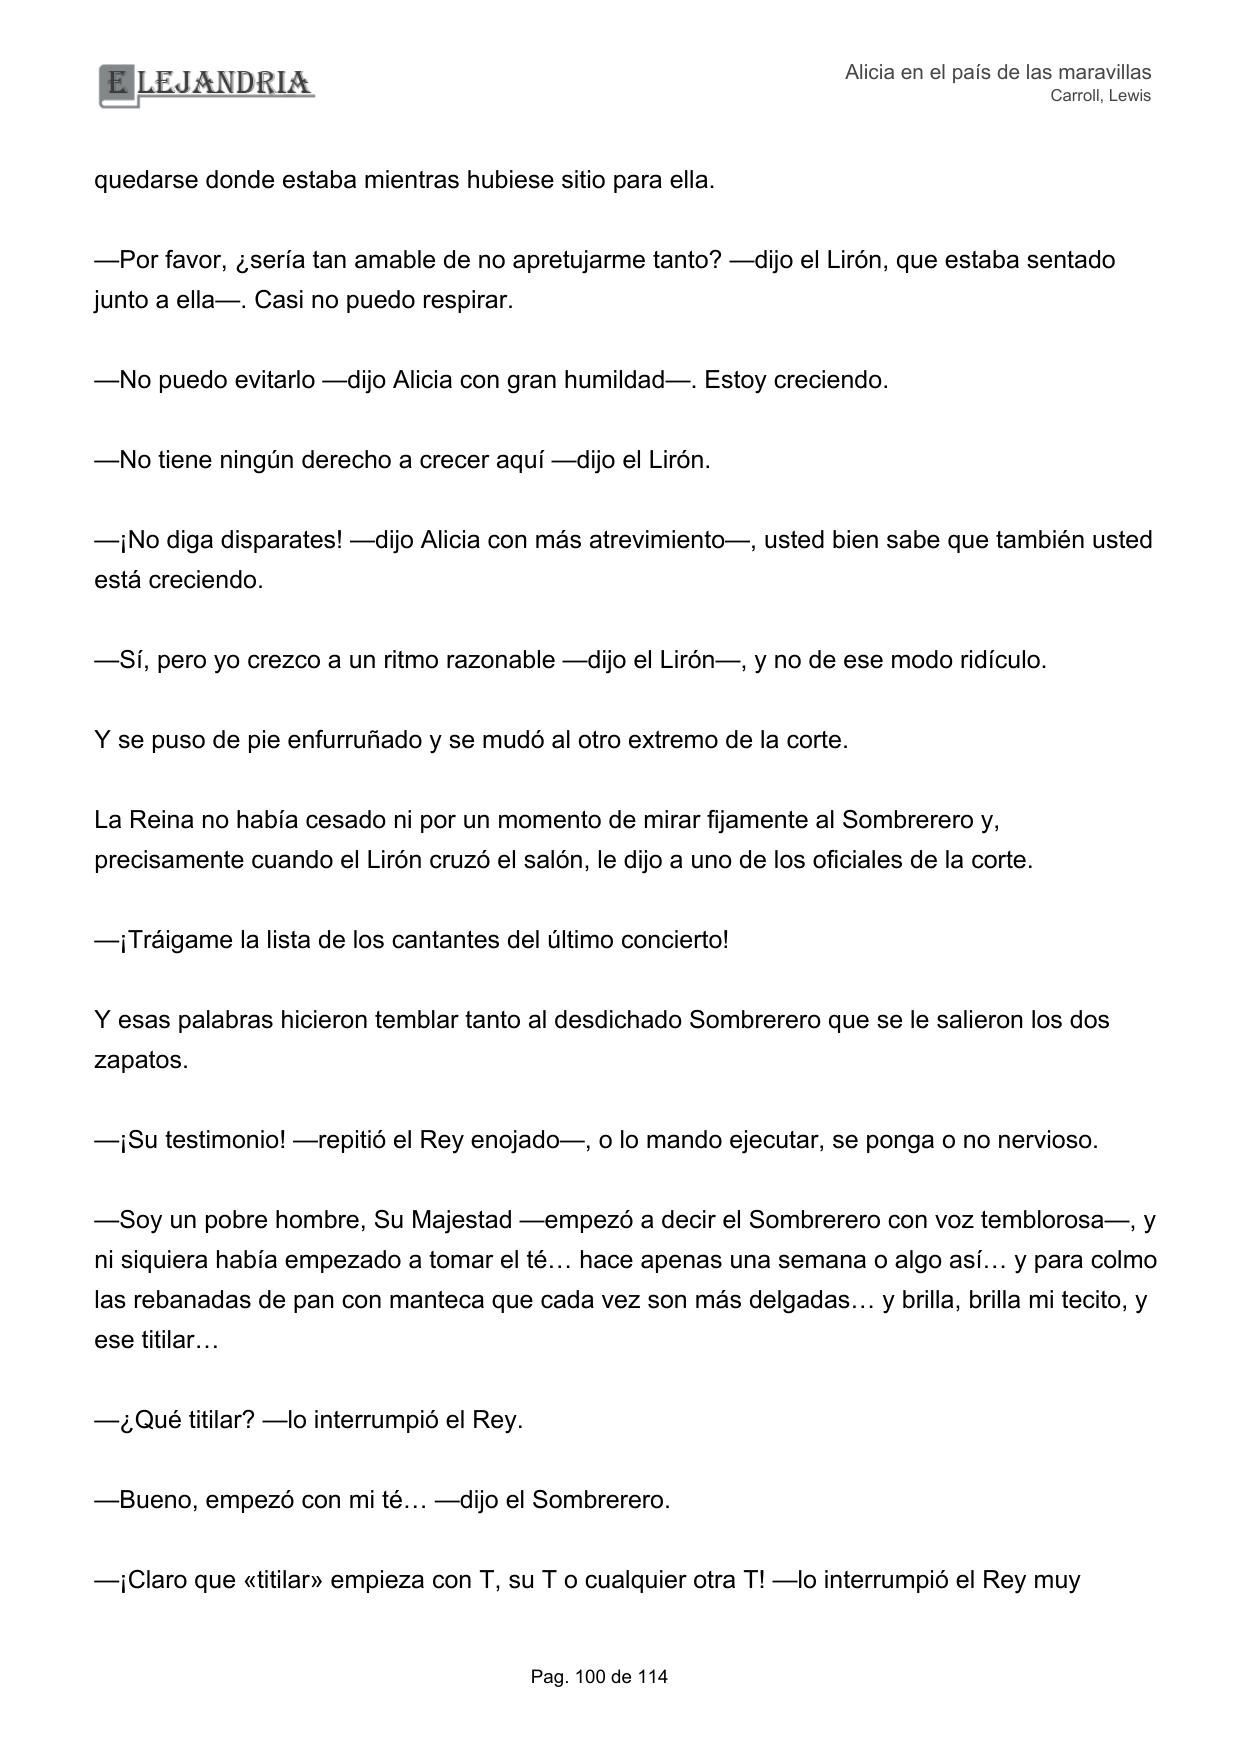 ELEJANDRIA
Alicia en el país de las maravillas
Carroll, Lewis
quedarse donde estaba mientras hubiese sitio para ella.
—Por favor, ¿sería tan amable de no apretujarme tanto? —dijo el Lirón, que estaba sentado
junto a ella—. Casi no puedo respirar.
—No puedo evitarlo —dijo Alicia con gran humildad—. Estoy creciendo.
—No tiene ningún derecho a crecer aquí —dijo el Lirón.
—¡No diga disparates! —dijo Alicia con más atrevimiento—, usted bien sabe que también usted
está creciendo.
—Sí, pero yo crezco a un ritmo razonable —dijo el Lirón—, y no de ese modo ridículo.
Y se puso de pie enfurruñado y se mudó al otro extremo de la corte.
La Reina no había cesado ni por un momento de mirar fijamente al Sombrerero y,
precisamente cuando el Lirón cruzó el salón, le dijo a uno de los oficiales de la corte.
—¡Tráigame la lista de los cantantes del último concierto!
Y esas palabras hicieron temblar tanto al desdichado Sombrerero que se le salieron los dos
zapatos.
—¡Su testimonio! —repitió el Rey enojado—, o lo mando ejecutar, se ponga o no nervioso.
—Soy un pobre hombre, Su Majestad —empezó a decir el Sombrerero con voz temblorosa—, y
ni siquiera había empezado a tomar el té… hace apenas una semana o algo así… y para colmo
las rebanadas de pan con manteca que cada vez son más delgadas… y brilla, brilla mi tecito, y
ese titilar…
—¿Qué titilar? —lo interrumpió el Rey.
—Bueno, empezó con mi té… —dijo el Sombrerero.
—¡Claro que «titilar» empieza con T, su T o cualquier otra T! —lo interrumpió el Rey muy
Pag. 100 de 114